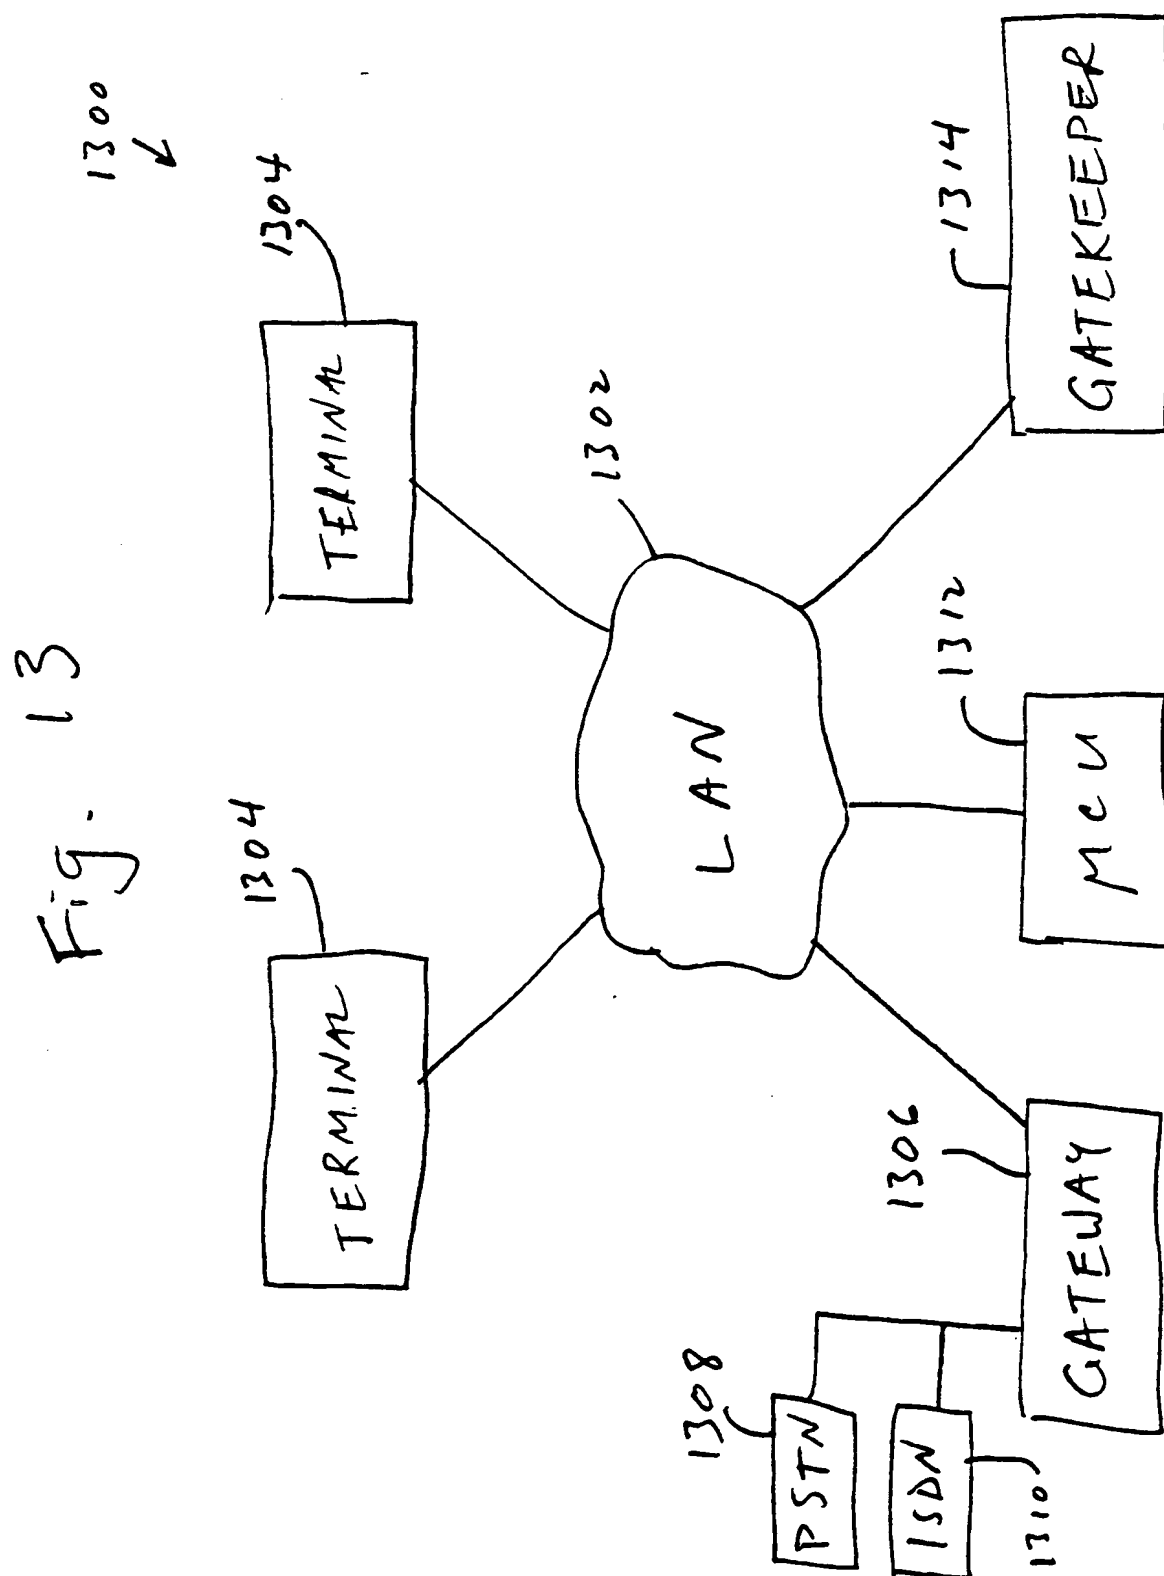 Fig. 13
1300
1304
1304
TERMINAL
TERMINAL
1302
LAN
1308
PSTN
1306
1312
1314
ISDN
1310
GATEWAY
MCU
GATEKEEPER